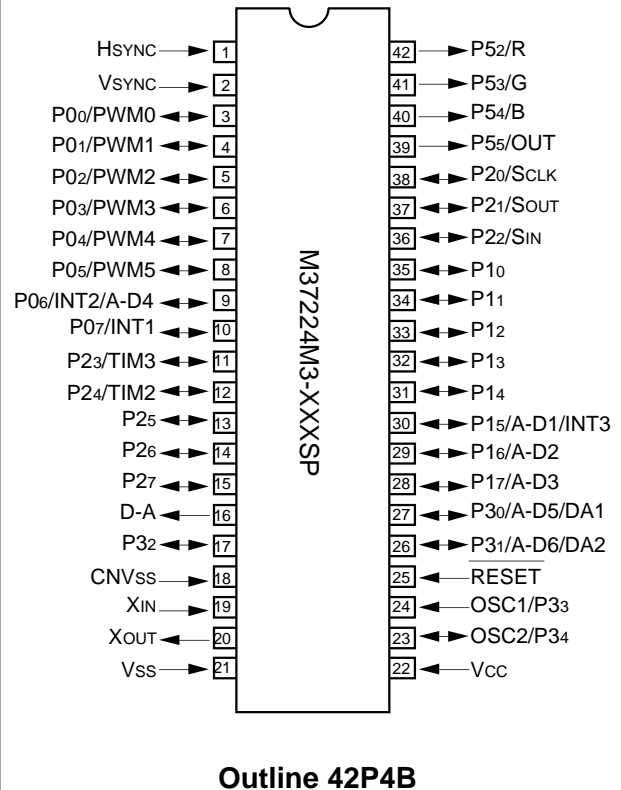 HSYNC 1 42 P52/R
VSYNC 2 41 P53/G
P00/PWM0 3 40 P54/B
P01/PWM1 4 39 P55/OUT
P02/PWM2 5 38 P20/SCLK
P03/PWM3 6 37 P21/SOUT
P04/PWM4 7 36 P22/SIN
P05/PWM5 8 35 P10
P06/INT2/A-D4 9 34 P11
P07/INT1 10 33 P12
P23/TIM3 11 32 P13
P24/TIM2 12 31 P14
P25 13 30 P15/A-D1/INT3
P26 14 29 P16/A-D2
P27 15 28 P17/A-D3
D-A 16 27 P30/A-D5/DA1
P32 17 26 P31/A-D6/DA2
CNVSS 18 25 RESET
XIN 19 24 OSC1/P33
XOUT 20 23 OSC2/P34
VSS 21 22 VCC
M37224M3-XXXSP
Outline 42P4B